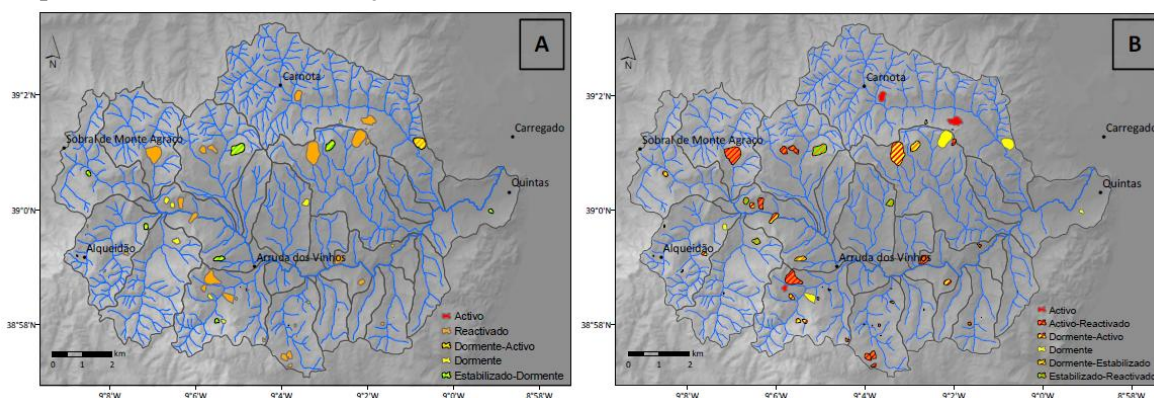 A
N
39°2'N
39°0'N
38°58'N
Carnota
Sobral de Monte Agraço
Carregado
Quintas
Alqueidão
Arruda dos Vinhos
Activo
Reactivado
Dormente-Activo
Dormente
Estabilizado-Dormente
0 1 2
km
9°8'W 9°6'W 9°4'W 9°2'W 9°0'W 8°58'W
B
N
39°2'N
39°0'N
38°58'N
Carnota
Sobral de Monte Agraço
Carregado
Quintas
Alqueidão
Arruda dos Vinhos
Activo
Activo-Reactivado
Dormente-Activo
Dormente
Dormente-Estabilizado
Estabilizado-Reactivado
0 1 2
km
9°8'W 9°6'W 9°4'W 9°2'W 9°0'W 8°58'W